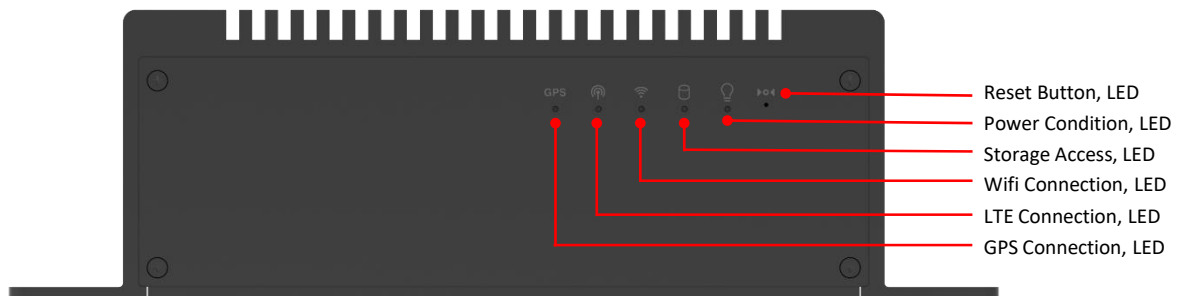 GPS
Reset Button, LED
Power Condition, LED
Storage Access, LED
Wifi Connection, LED
LTE Connection, LED
GPS Connection, LED